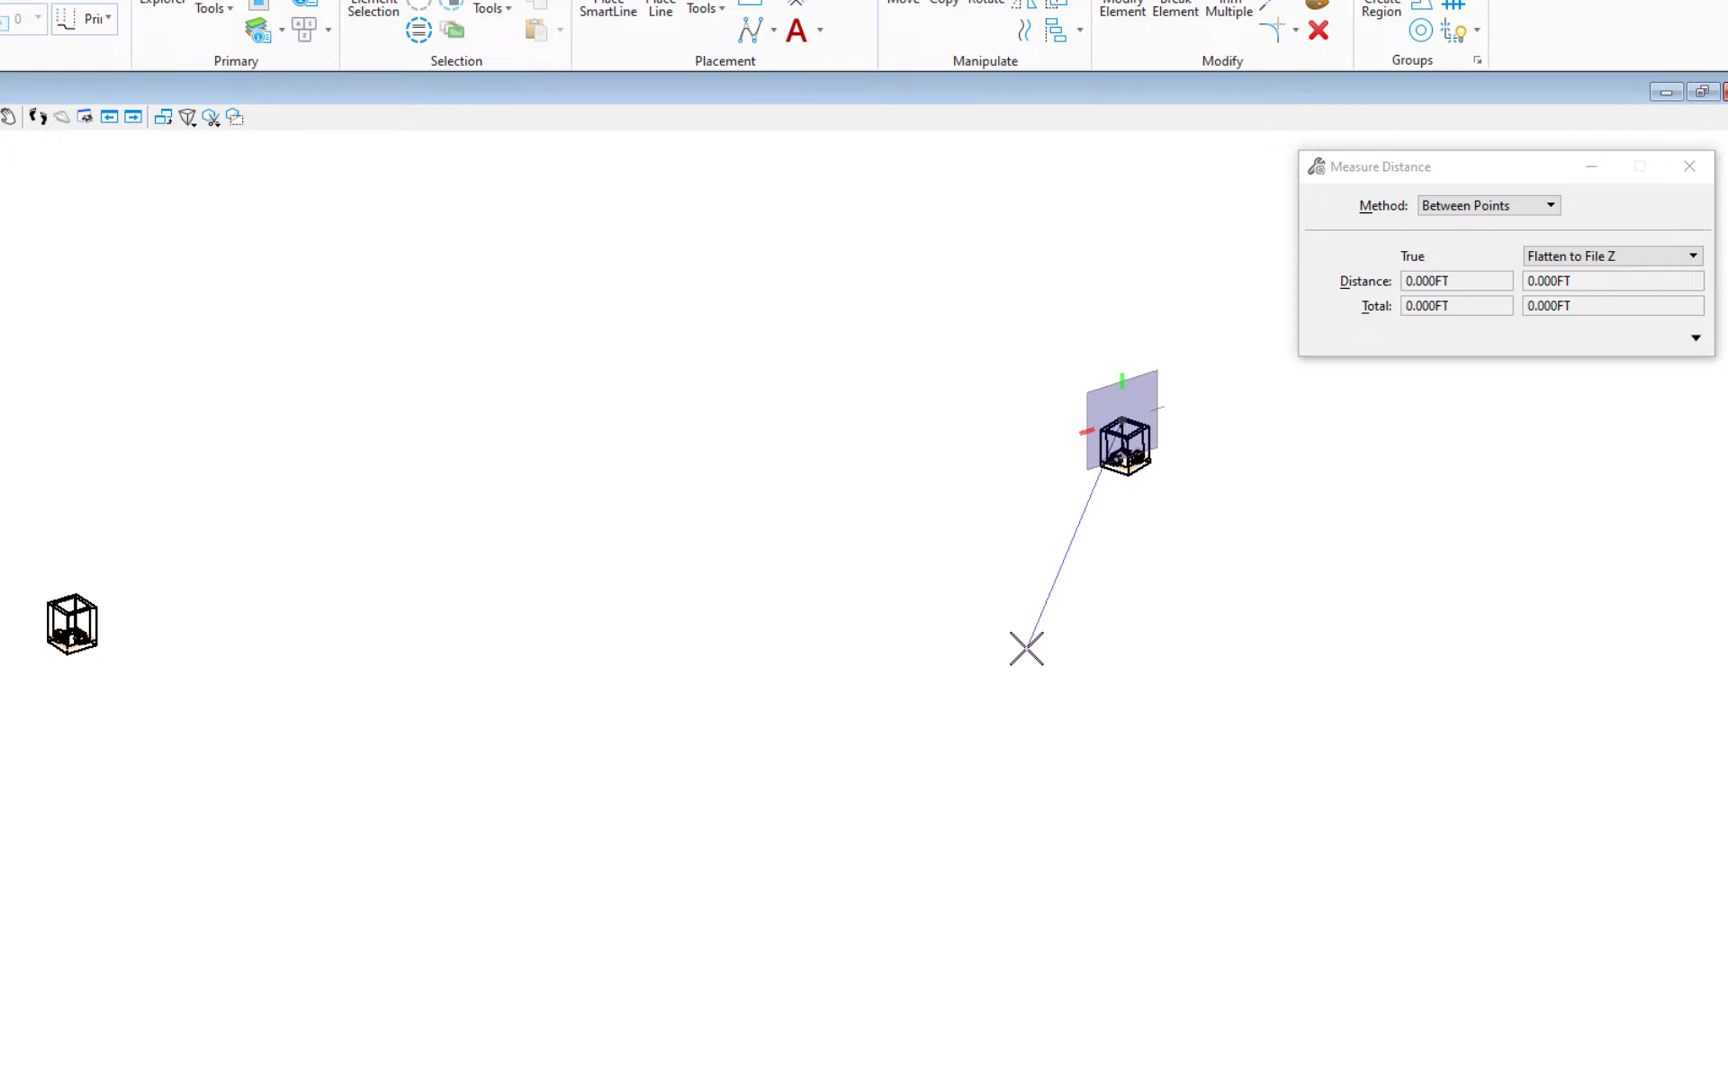 Explorer
Tools
Element
Selection
Tools
Place
SmartLine
Place
Line
Tools
Move Copy Rotate
Modify
Element
Break
Element
Trim
Multiple
Create
Region
0
Pri
A
Primary
Selection
Placement
Manipulate
Modify
Groups
Measure Distance
Method: Between Points
True Flatten to File Z
Distance: 0.000FT 0.000FT
Total: 0.000FT 0.000FT